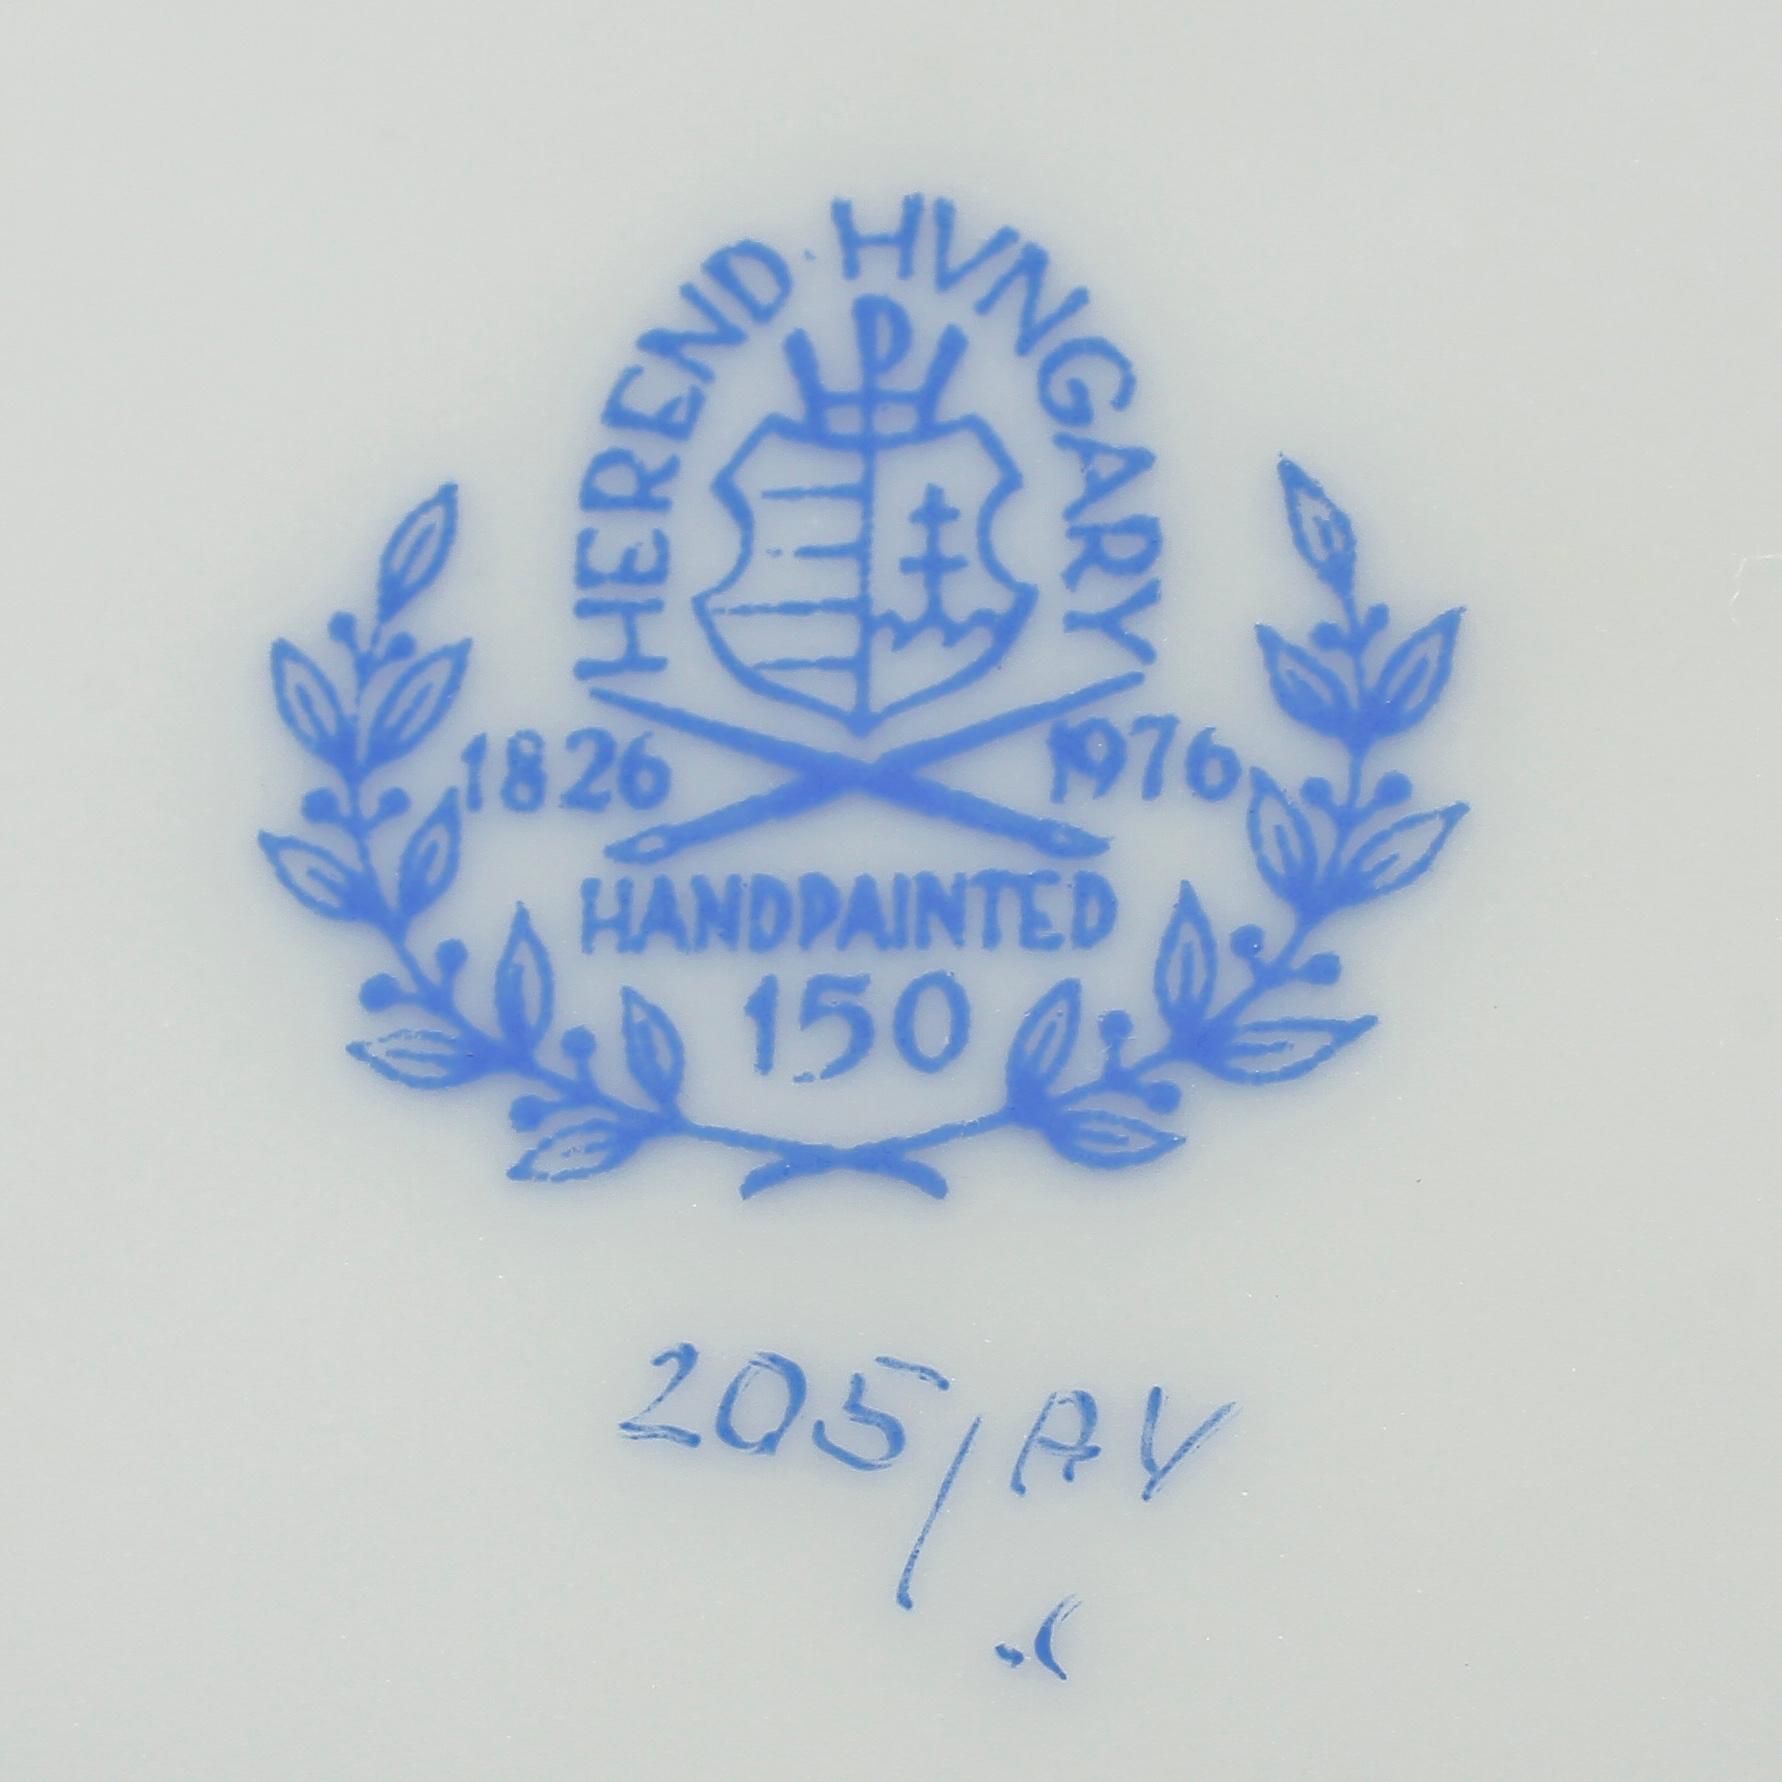 HEREND HVNGARY
1826 1976
HANDPAINTED
150
205/AV